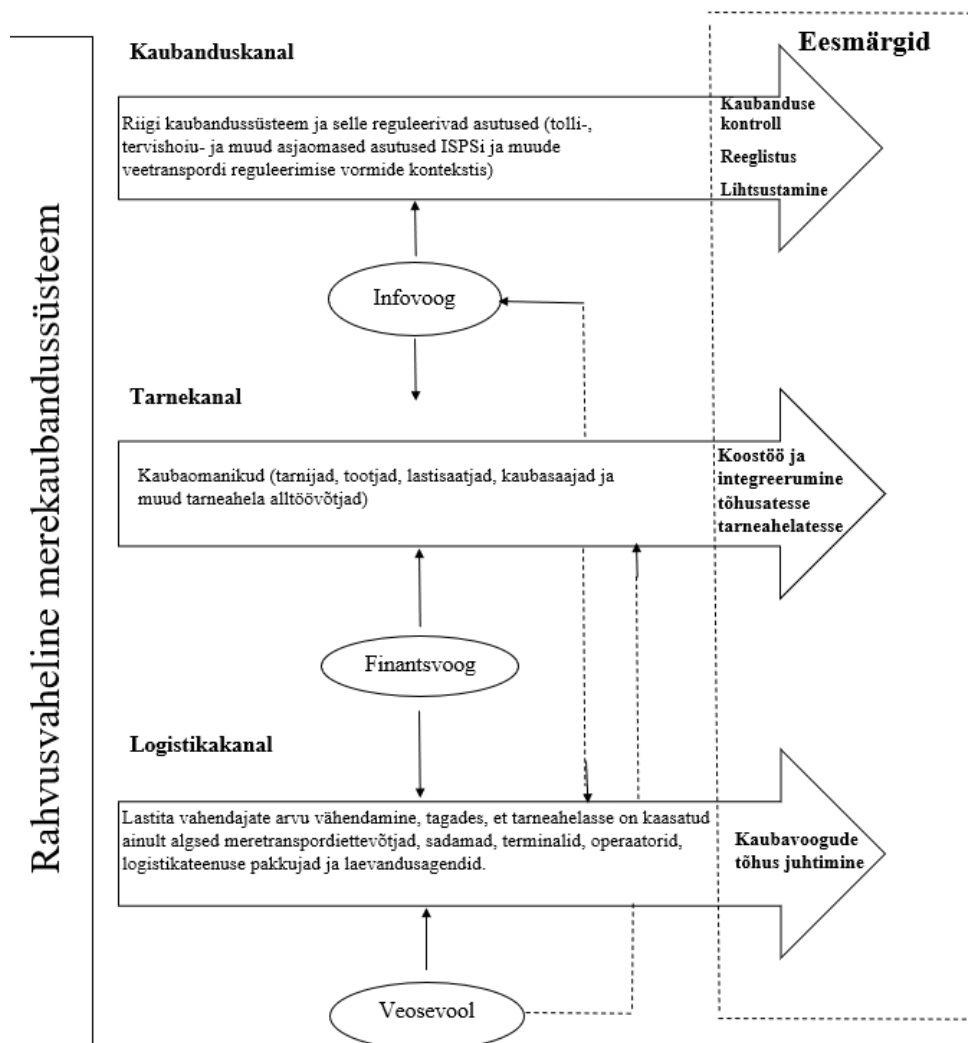 Rahvusvaheline merekaubandussüsteem
Eesmärgid
Kaubanduskanal
Riigi kaubandussüsteem ja selle reguleerivad asutused (tolli-,
tervishoiu- ja muud asjaomased asutused ISPSi ja muude
veetranspordi reguleerimise vormide kontekstis)
Kaubanduse
kontroll
Reeglistus
Lihtsustamine
Infovoog
Tarnekanal
Kaubaomanikud (tarnijad, tootjad, lastisaatjad, kaubasaajad ja
muud tarneahela alltöövõtjad)
Koostöö ja
integreerumine
tõhusatesse
tarneahelatesse
Finantsvoog
Logistikakanal
Lastita vahendajate arvu vähendamine, tagades, et tarneahelasse on kaasatud
ainult algsed meretranspordiettevõtjad, sadamad, terminalid, operaatorid,
logistikateenuse pakkujad ja laevandusagendid.
Kaubavoogude
tõhus juhtimine
Veosevool